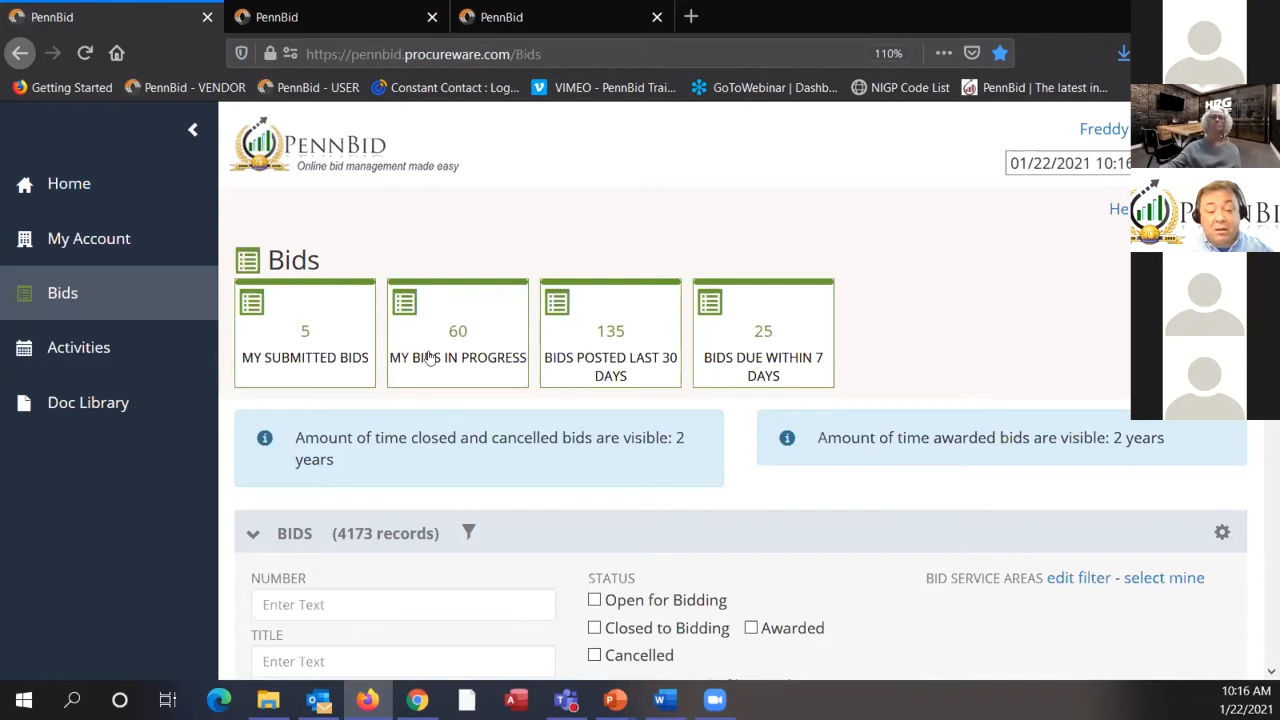 PennBid
PennBid
PennBid
https://pennbid.procureware.com/Bids
110%
Getting Started
PennBid - VENDOR
PennBid - USER
Constant Contact : Log...
VIMEO - PennBid Trai...
GoToWebinar | Dashb...
NIGP Code List
PennBid | The latest in...
Home
My Account
Bids
Activities
Doc Library
PENNBID
Online bid management made easy
Freddy
01/22/2021 10:16
He
HRG
Bids
5
MY SUBMITTED BIDS
60
MY BIDS IN PROGRESS
135
BIDS POSTED LAST 30
DAYS
25
BIDS DUE WITHIN 7
DAYS
Amount of time closed and cancelled bids are visible: 2
years
Amount of time awarded bids are visible: 2 years
BIDS (4173 records)
NUMBER
Enter Text
TITLE
Enter Text
STATUS
Open for Bidding
Closed to Bidding
Awarded
Cancelled
BID SERVICE AREAS edit filter - select mine
10:16 AM
1/22/2021